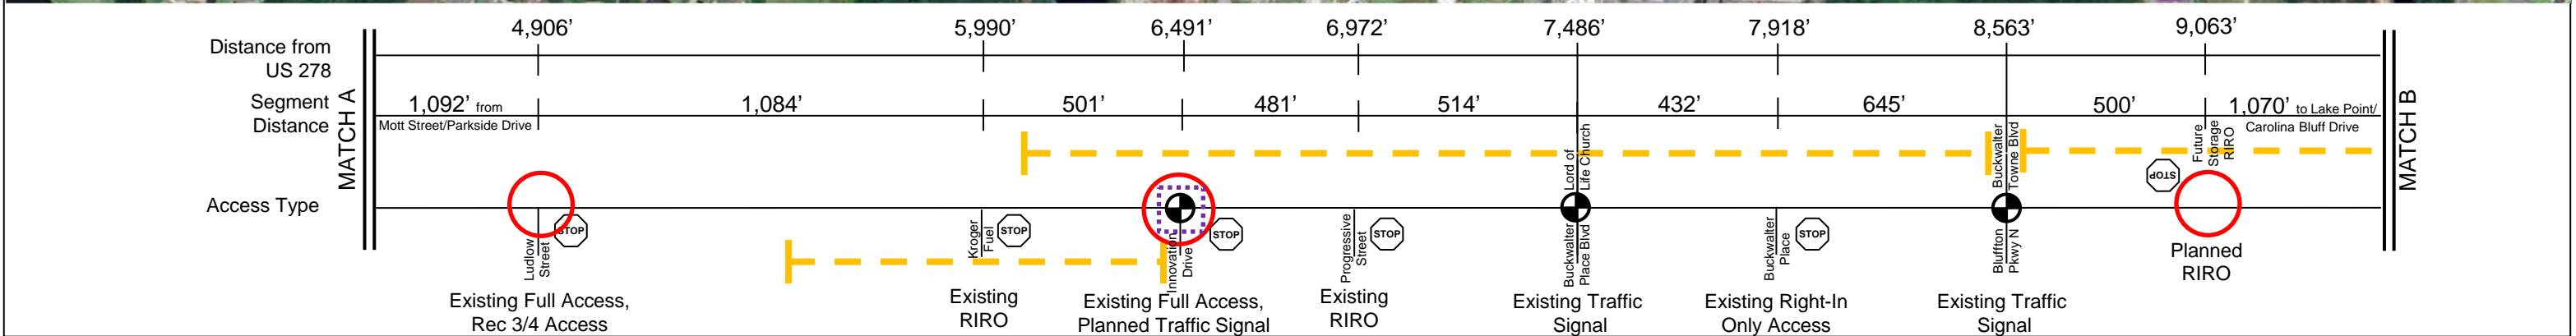 4,906’ 5,990’ 6,491’ 6,972’ 7,486’ 7,918’ 8,563’ 9,063’
Distance from
US 278
Segment
Distance
1,092’ from
Mott Street/Parkside Drive
1,084’ 501’ 481’ 514’ 432’ 645’ 500’
1,070’ to Lake Point/
Carolina Bluff Drive
MATCH A
MATCH B
Lord of
Life Church
Buckwalter
Towne Blvd
Future
Storage
RIRO
STOP
Access Type
Ludlow
Street
STOP
Kroger
Fuel
STOP
Innovation
Drive
STOP
Progressive
Street
STOP
Buckwalter
Place Blvd
Buckwalter
Place
STOP
Bluffton
Pkwy N
Planned
RIRO
Existing Full Access,
Rec 3/4 Access
Existing
RIRO
Existing Full Access,
Planned Traffic Signal
Existing
RIRO
Existing Traffic
Signal
Existing Right-In
Only Access
Existing Traffic
Signal